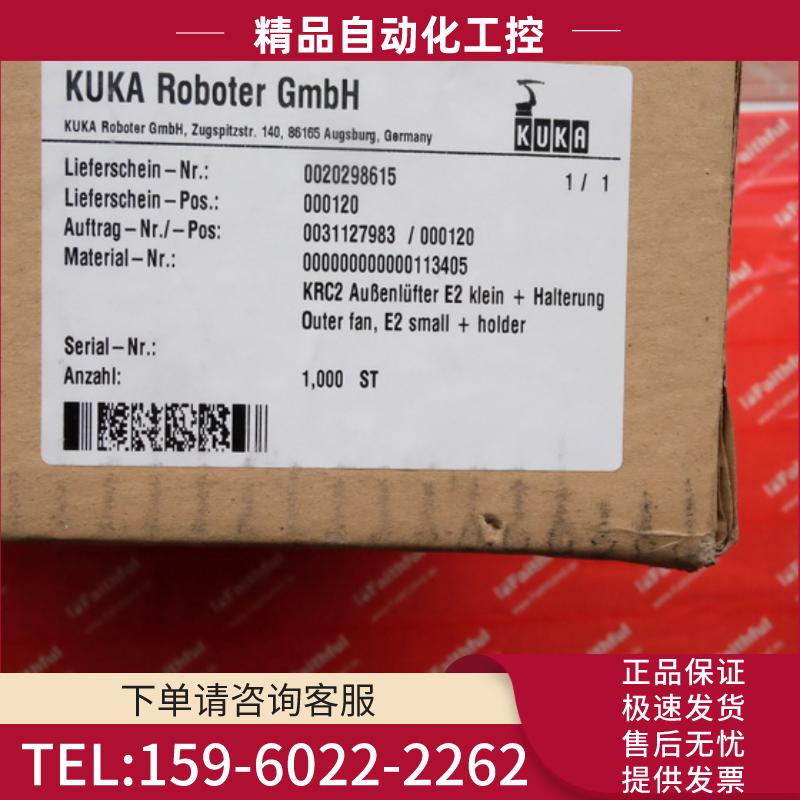 精品自动化工控
KUKA Roboter GmbH
KUKA Roboter GmbH, Zugspitzstr. 140, 86165 Augsburg, Germany
KUKA
Lieferschein-Nr.: 0020298615 1 / 1
Lieferschein-Pos.: 000120
Auftrag-Nr./-Pos: 0031127983 / 000120
Material-Nr.: 000000000000113405
KRC2 Außenlüfter E2 klein + Halterung
Outer fan, E2 small + holder
Serial-Nr.:
Anzahl: 1,000 ST
laFaithful
下单请咨询客服
TEL:159-6022-2262
正品保证
极速发货
售后无忧
提供发票